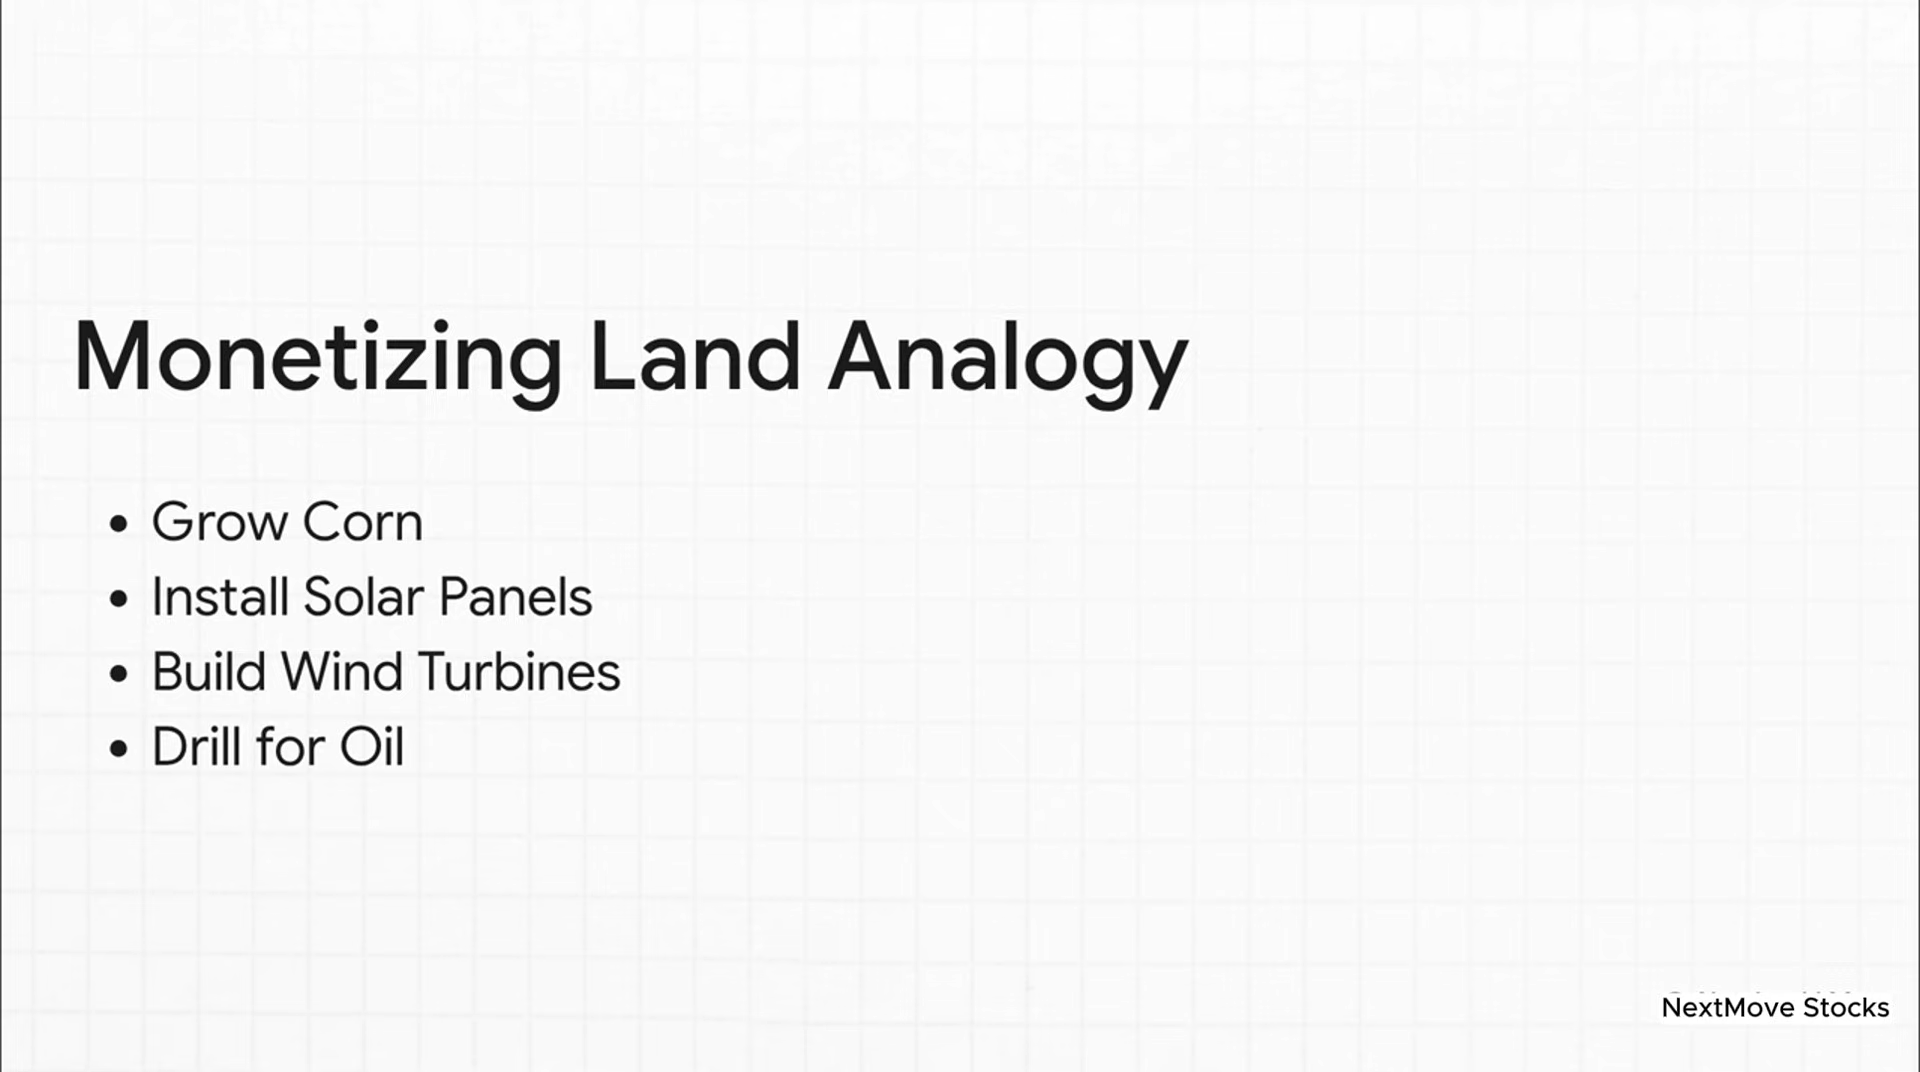 Monetizing Land Analogy
• Grow Corn
• Install Solar Panels
• Build Wind Turbines
• Drill for Oil
NextMove Stocks